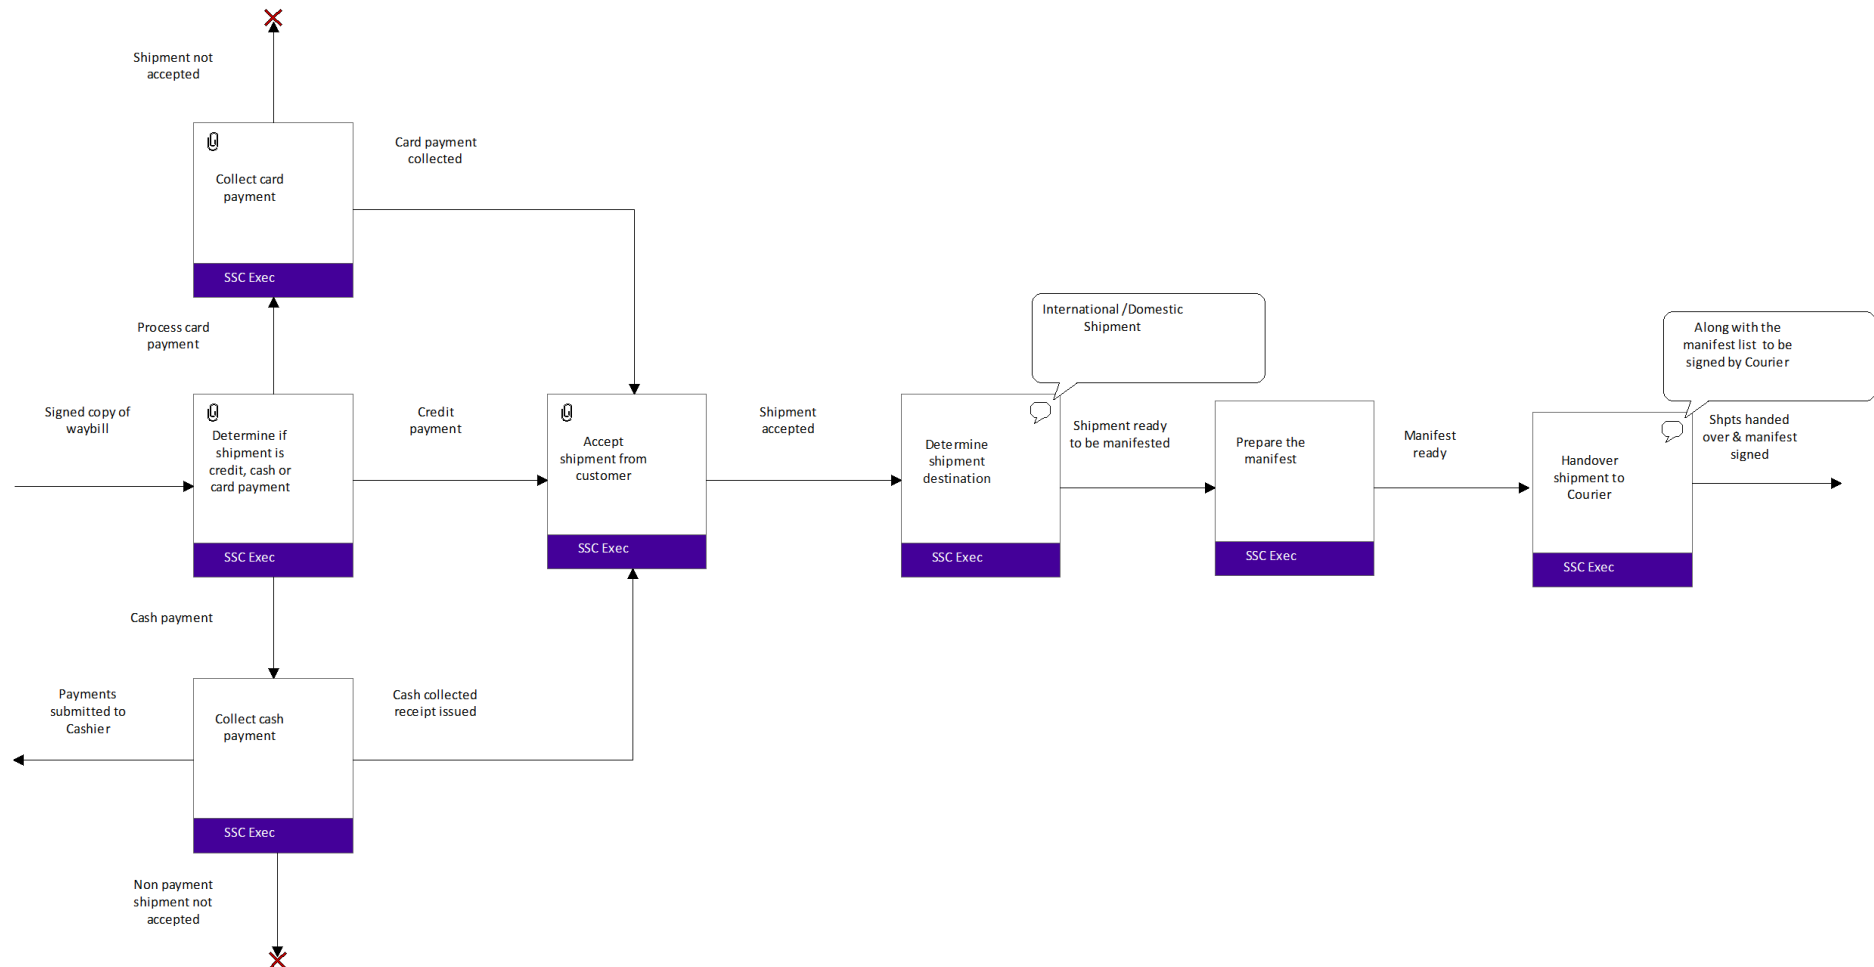 Shipment not
accepted
Collect card
payment
SSC Exec
Card payment
collected
Process card
payment
Signed copy of
waybill
Determine if
shipment is
credit, cash or
card payment
SSC Exec
Credit
payment
Accept
shipment from
customer
SSC Exec
Shipment
accepted
International /Domestic
Shipment
Determine
shipment
destination
SSC Exec
Shipment ready
to be manifested
Prepare the
manifest
SSC Exec
Manifest
ready
Along with the
manifest list to be
signed by Courier
Handover
shipment to
Courier
SSC Exec
Shpts handed
over & manifest
signed
Cash payment
Payments
submitted to
Cashier
Collect cash
payment
SSC Exec
Cash collected
receipt issued
Non payment
shipment not
accepted